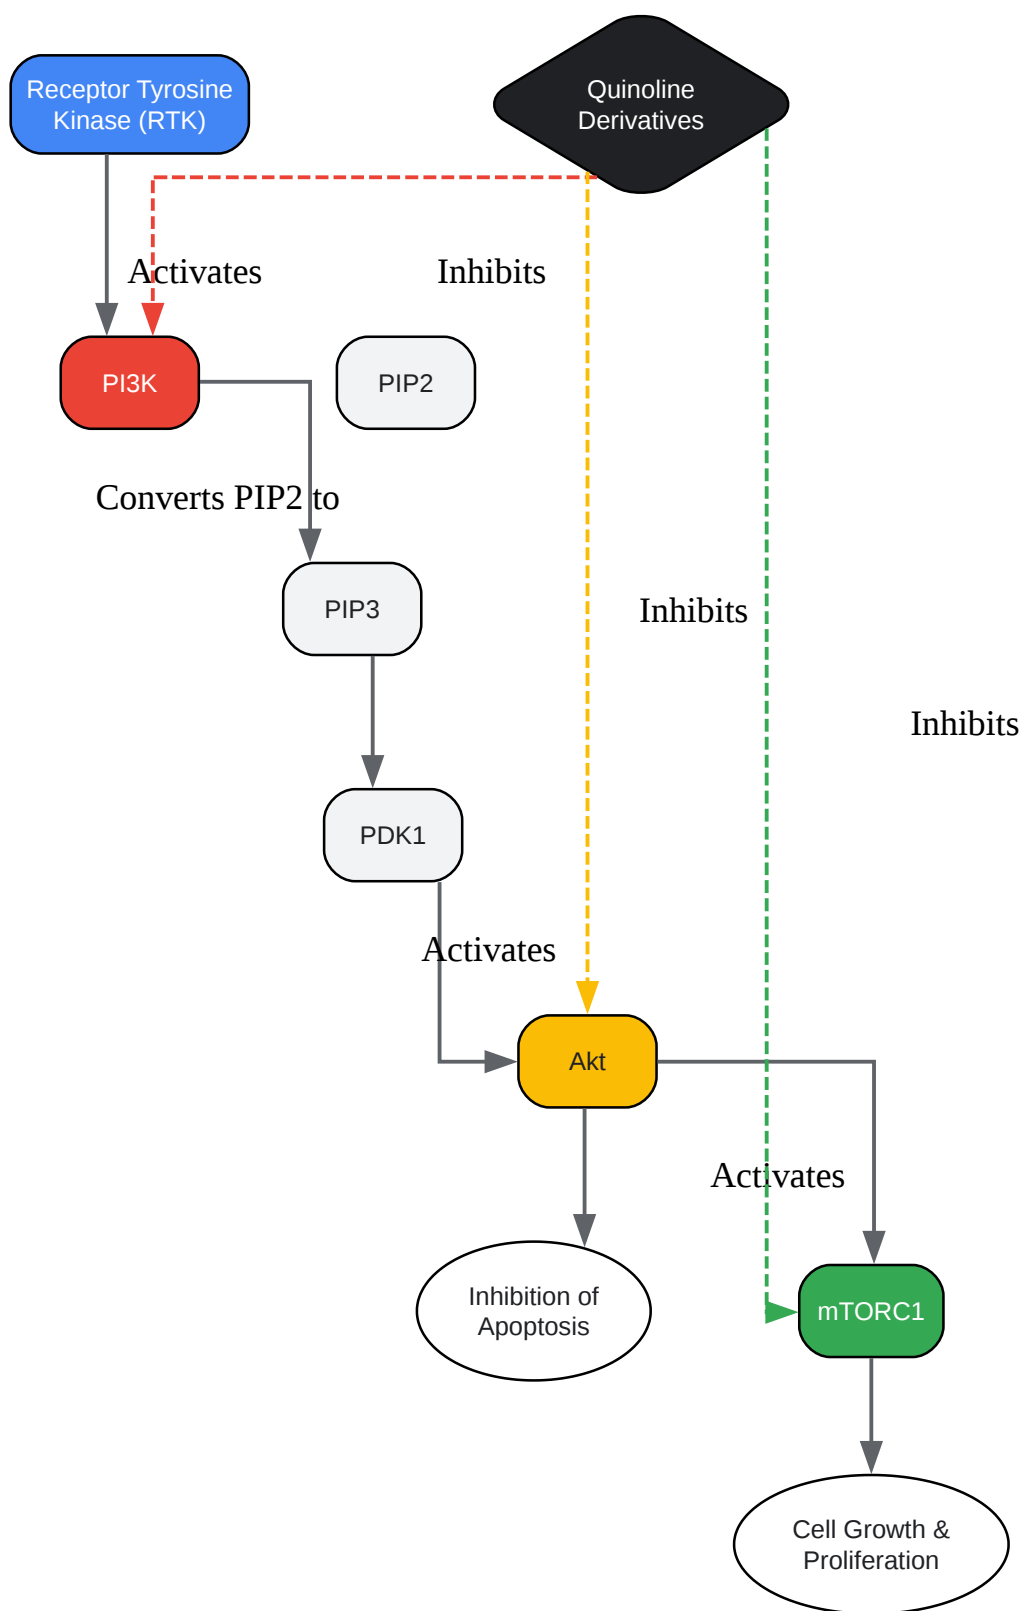 Receptor Tyrosine
Kinase (RTK)
Quinoline
Derivatives
Activates
Inhibits
PI3K
PIP2
Converts PIP2 to
PIP3
Inhibits
Inhibits
PDK1
Activates
Akt
Activates
Inhibition of
Apoptosis
mTORC1
Cell Growth &
Proliferation